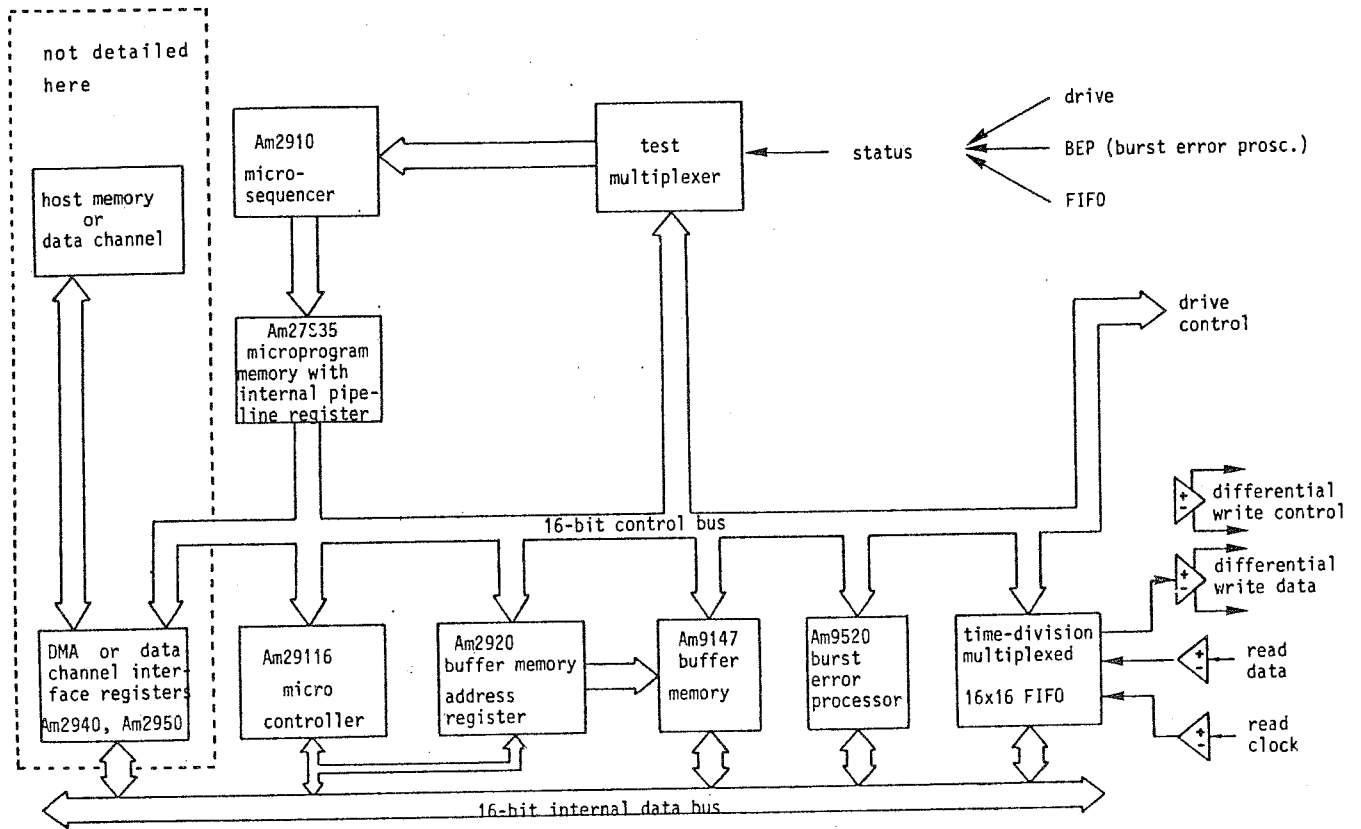 not detailed
here
host memory
or
data channel
Am2910
micro-
sequencer
test
multiplexer
status
drive
BEP (burst error prosc.)
FIFO
Am27S35
microprogram
memory with
internal pipe-
line register
drive
control
16-bit control bus
differential
write control
differential
write data
read
data
read
clock
DMA or data
channel inter-
face registers
Am2940, Am2950
Am29116
micro
controller
Am2920
buffer memory
address
register
Am9147
buffer
memory
Am9520
burst
error
processor
time-division
multiplexed
16x16 FIFO
+
-
+
-
+
-
+
-
16-bit internal data bus